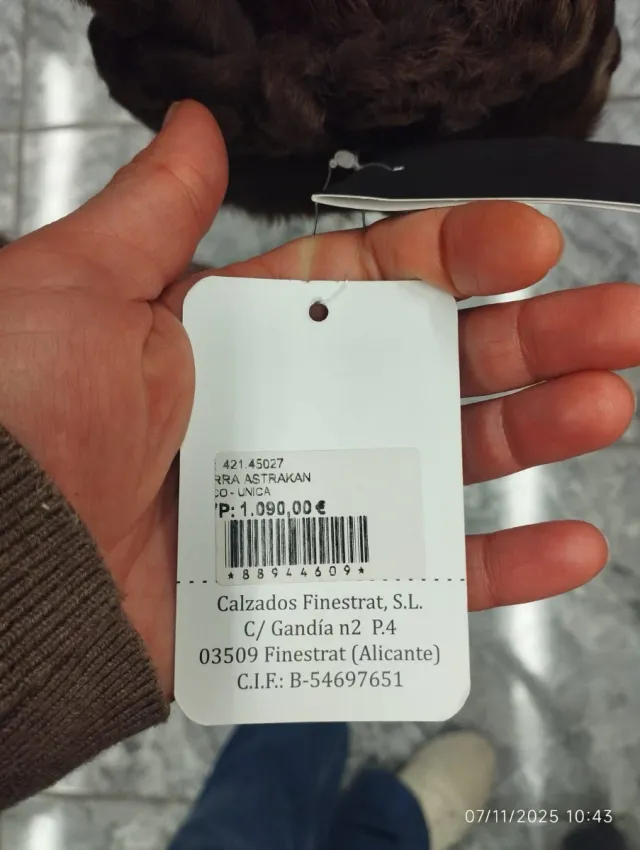 421.45027
RRA ASTRAKAN
CO - UNICA
P: 1.090,00€
*88944609*
Calzados Finestrat, S.L.
C/ Gandía n2 P.4
03509 Finestrat (Alicante)
C.I.F.: B-54697651
07/11/2025 10:43